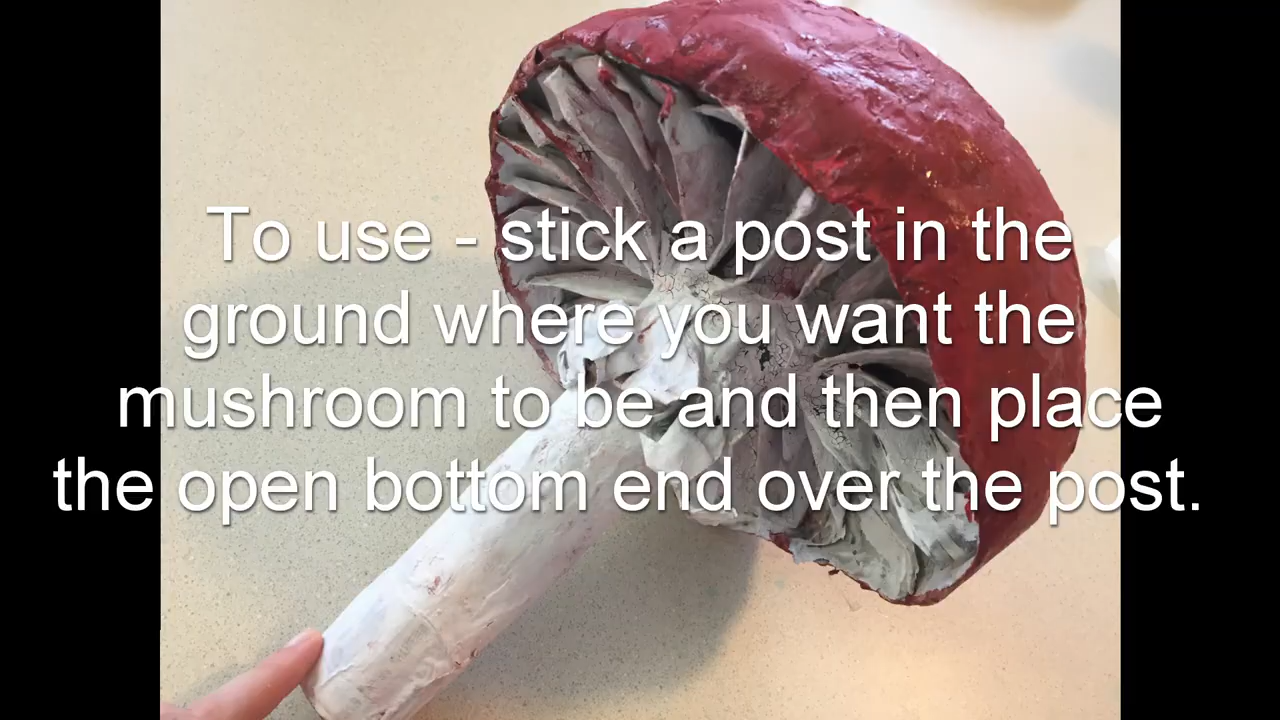 To use - stick a post in the
ground where you want the
mushroom to be and then place
the open bottom end over the post.